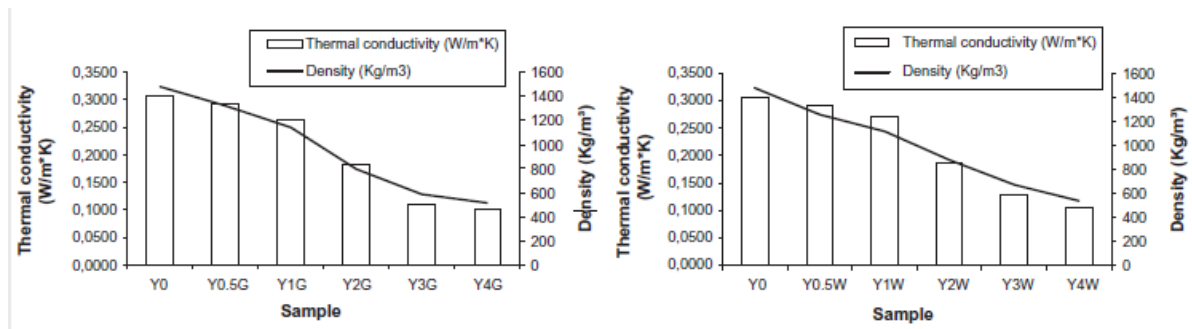 Thermal conductivity (W/m*K)
Density (Kg/m3)
Thermal conductivity
(W/m*K)
0,3500
0,3000
0,2500
0,2000
0,1500
0,1000
0,0500
0,0000
1600
1400
1200
1000
800
600
400
200
0
Density (Kg/m³)
Y0 Y0.5G Y1G Y2G Y3G Y4G
Sample
Thermal conductivity (W/m*K)
Density (Kg/m3)
Thermal conductivity
(W/m*K)
0,3500
0,3000
0,2500
0,2000
0,1500
0,1000
0,0500
0,0000
1600
1400
1200
1000
800
600
400
200
0
Density (Kg/m³)
Y0 Y0.5W Y1W Y2W Y3W Y4W
Sample